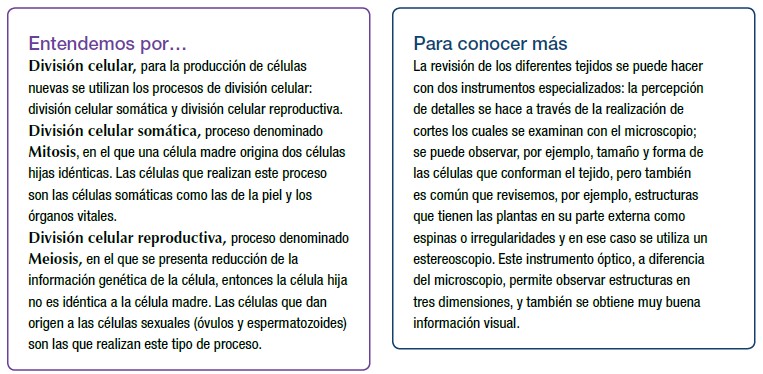 Entendemos por…
División celular, para la producción de células
nuevas se utilizan los procesos de división celular:
división celular somática y división celular reproductiva.
División celular somática, proceso denominado
Mitosis, en el que una célula madre origina dos células
hijas idénticas. Las células que realizan este proceso
son las células somáticas como las de la piel y los
órganos vitales.
División celular reproductiva, proceso denominado
Meiosis, en el que se presenta reducción de la
información genética de la célula, entonces la célula hija
no es idéntica a la célula madre. Las células que dan
origen a las células sexuales (óvulos y espermatozoides)
son las que realizan este tipo de proceso.
Para conocer más
La revisión de los diferentes tejidos se puede hacer
con dos instrumentos especializados: la percepción
de detalles se hace a través de la realización de
cortes los cuales se examinan con el microscopio;
se puede observar, por ejemplo, tamaño y forma de
las células que conforman el tejido, pero también
es común que revisemos, por ejemplo, estructuras
que tienen las plantas en su parte externa como
espinas o irregularidades y en ese caso se utiliza un
estereoscopio. Este instrumento óptico, a diferencia
del microscopio, permite observar estructuras en
tres dimensiones, y también se obtiene muy buena
información visual.